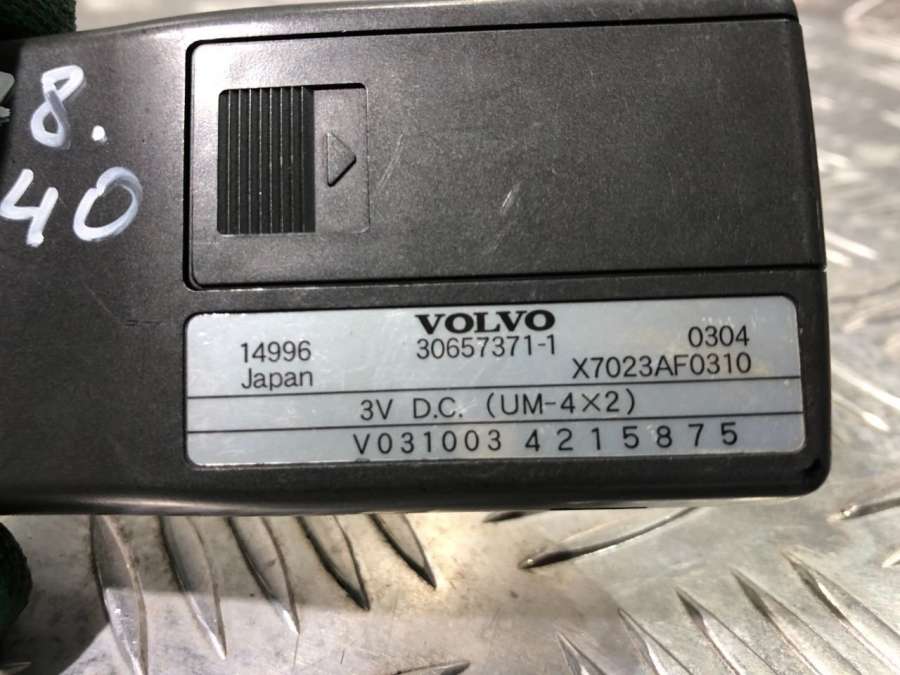 8.
40
VOLVO
14996 30657371-1 0304
Japan X7023AF0310
3V D.C. (UM-4×2)
V031003 4215875